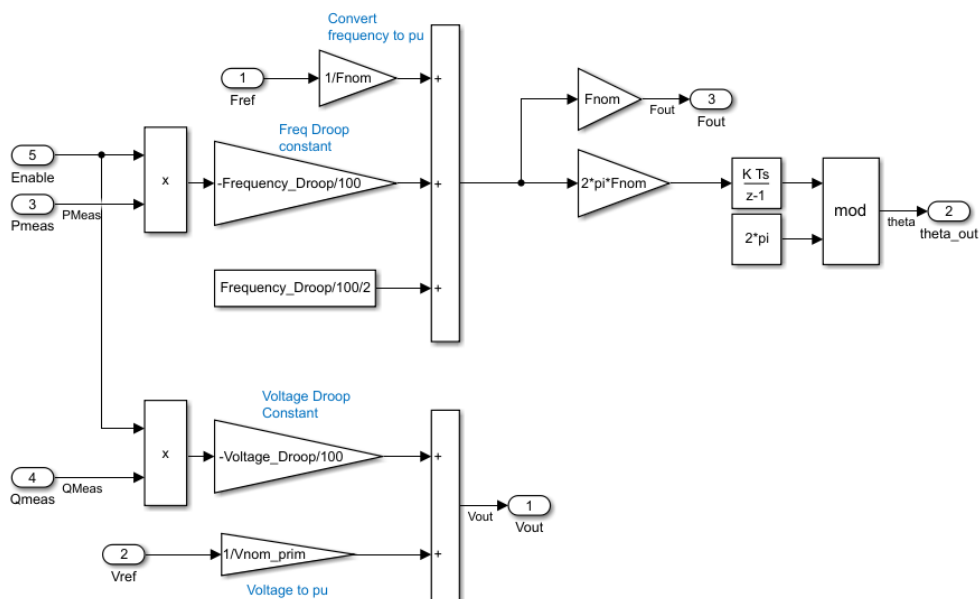 Convert
frequency to pu
1
Fref
1/Fnom
+
Fnom
Fout
3
Fout
Freq Droop
constant
5
Enable
3
Pmeas
PMeas
x
-Frequency_Droop/100
+
2*pi*Fnom
K Ts
z-1
2*pi
mod
theta
2
theta_out
Frequency_Droop/100/2
+
Voltage Droop
Constant
4
Qmeas
QMeas
x
-Voltage_Droop/100
+
Vout
1
Vout
2
Vref
1/Vnom_prim
+
Voltage to pu